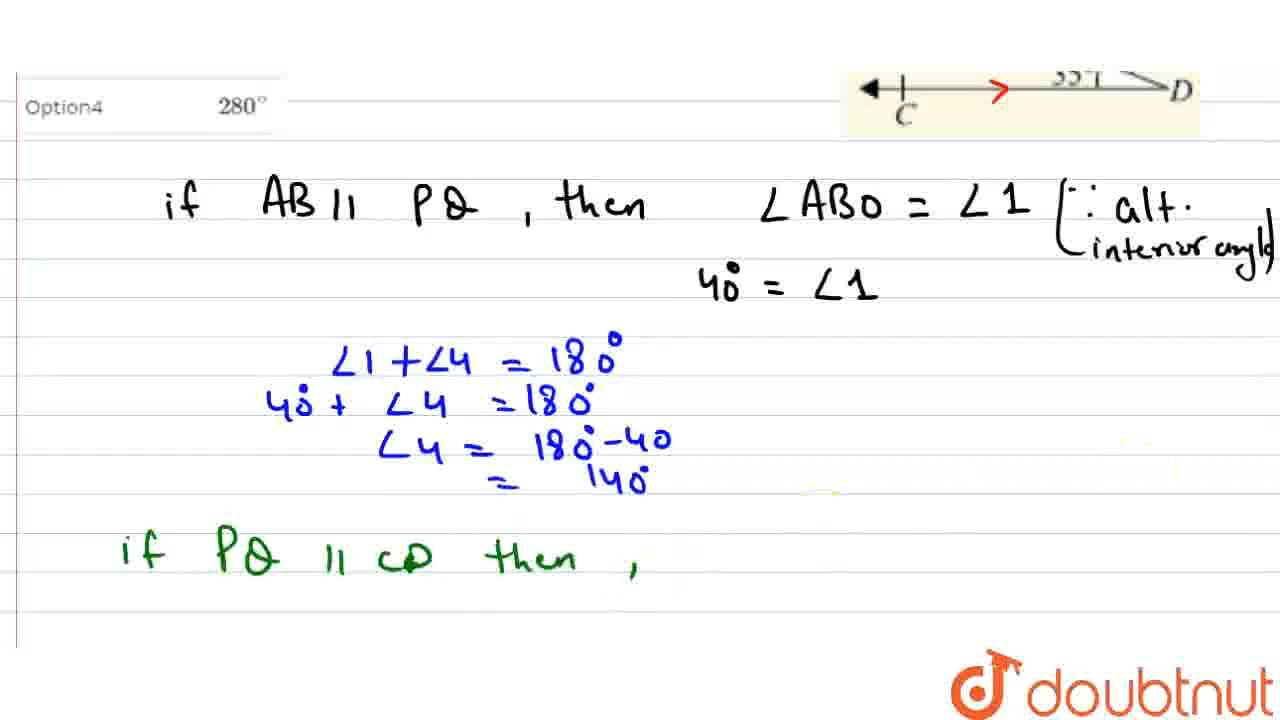 Option4 280°
35°
C D
if AB || PQ , then ∠ABO = ∠1 (∵ alt.
interior angle)
40° = ∠1
∠1 + ∠4 = 180°
40° + ∠4 = 180°
∠4 = 180° - 40
= 140°
if PQ || CD then ,
doubtnut